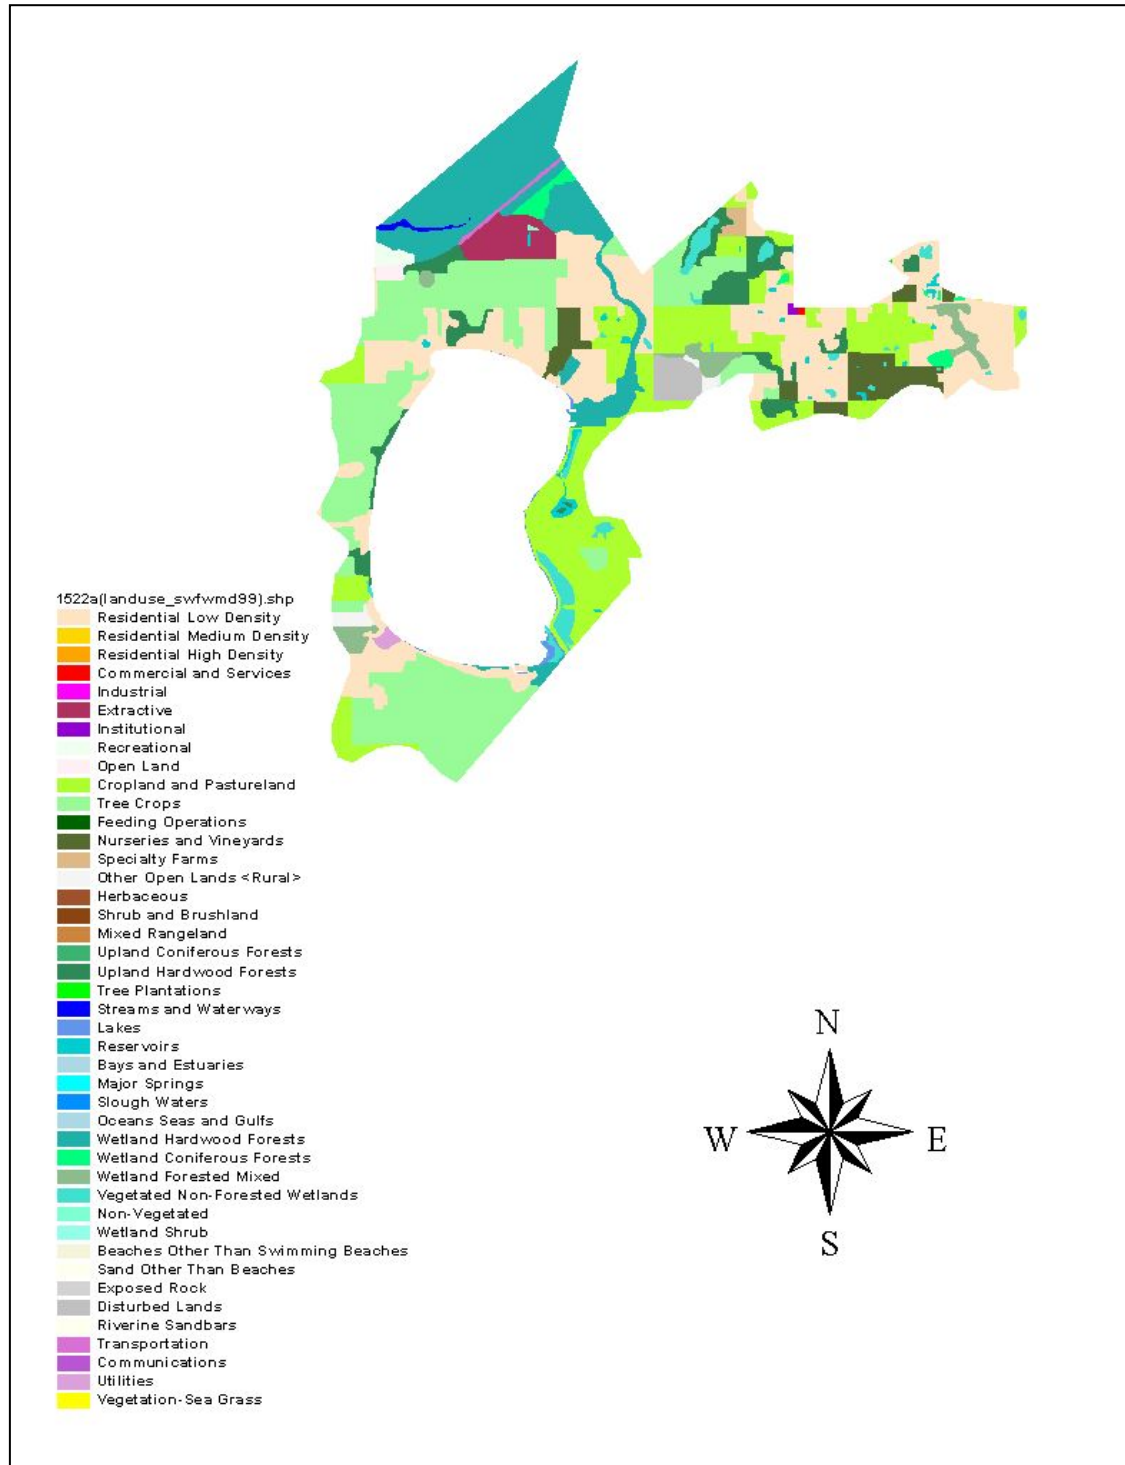 1522a(landuse_swfwmd99).shp
Residential Low Density
Residential Medium Density
Residential High Density
Commercial and Services
Industrial
Extractive
Institutional
Recreational
Open Land
Cropland and Pastureland
Tree Crops
Feeding Operations
Nurseries and Vineyards
Specialty Farms
Other Open Lands <Rural>
Herbaceous
Shrub and Brushland
Mixed Rangeland
Upland Coniferous Forests
Upland Hardwood Forests
Tree Plantations
Streams and Waterways
Lakes
Reservoirs
Bays and Estuaries
Major Springs
Slough Waters
Oceans Seas and Gulfs
Wetland Hardwood Forests
Wetland Coniferous Forests
Wetland Forested Mixed
Vegetated Non-Forested Wetlands
Non-Vegetated
Wetland Shrub
Beaches Other Than Swimming Beaches
Sand Other Than Beaches
Exposed Rock
Disturbed Lands
Riverine Sandbars
Transportation
Communications
Utilities
Vegetation-Sea Grass
N
W
E
S